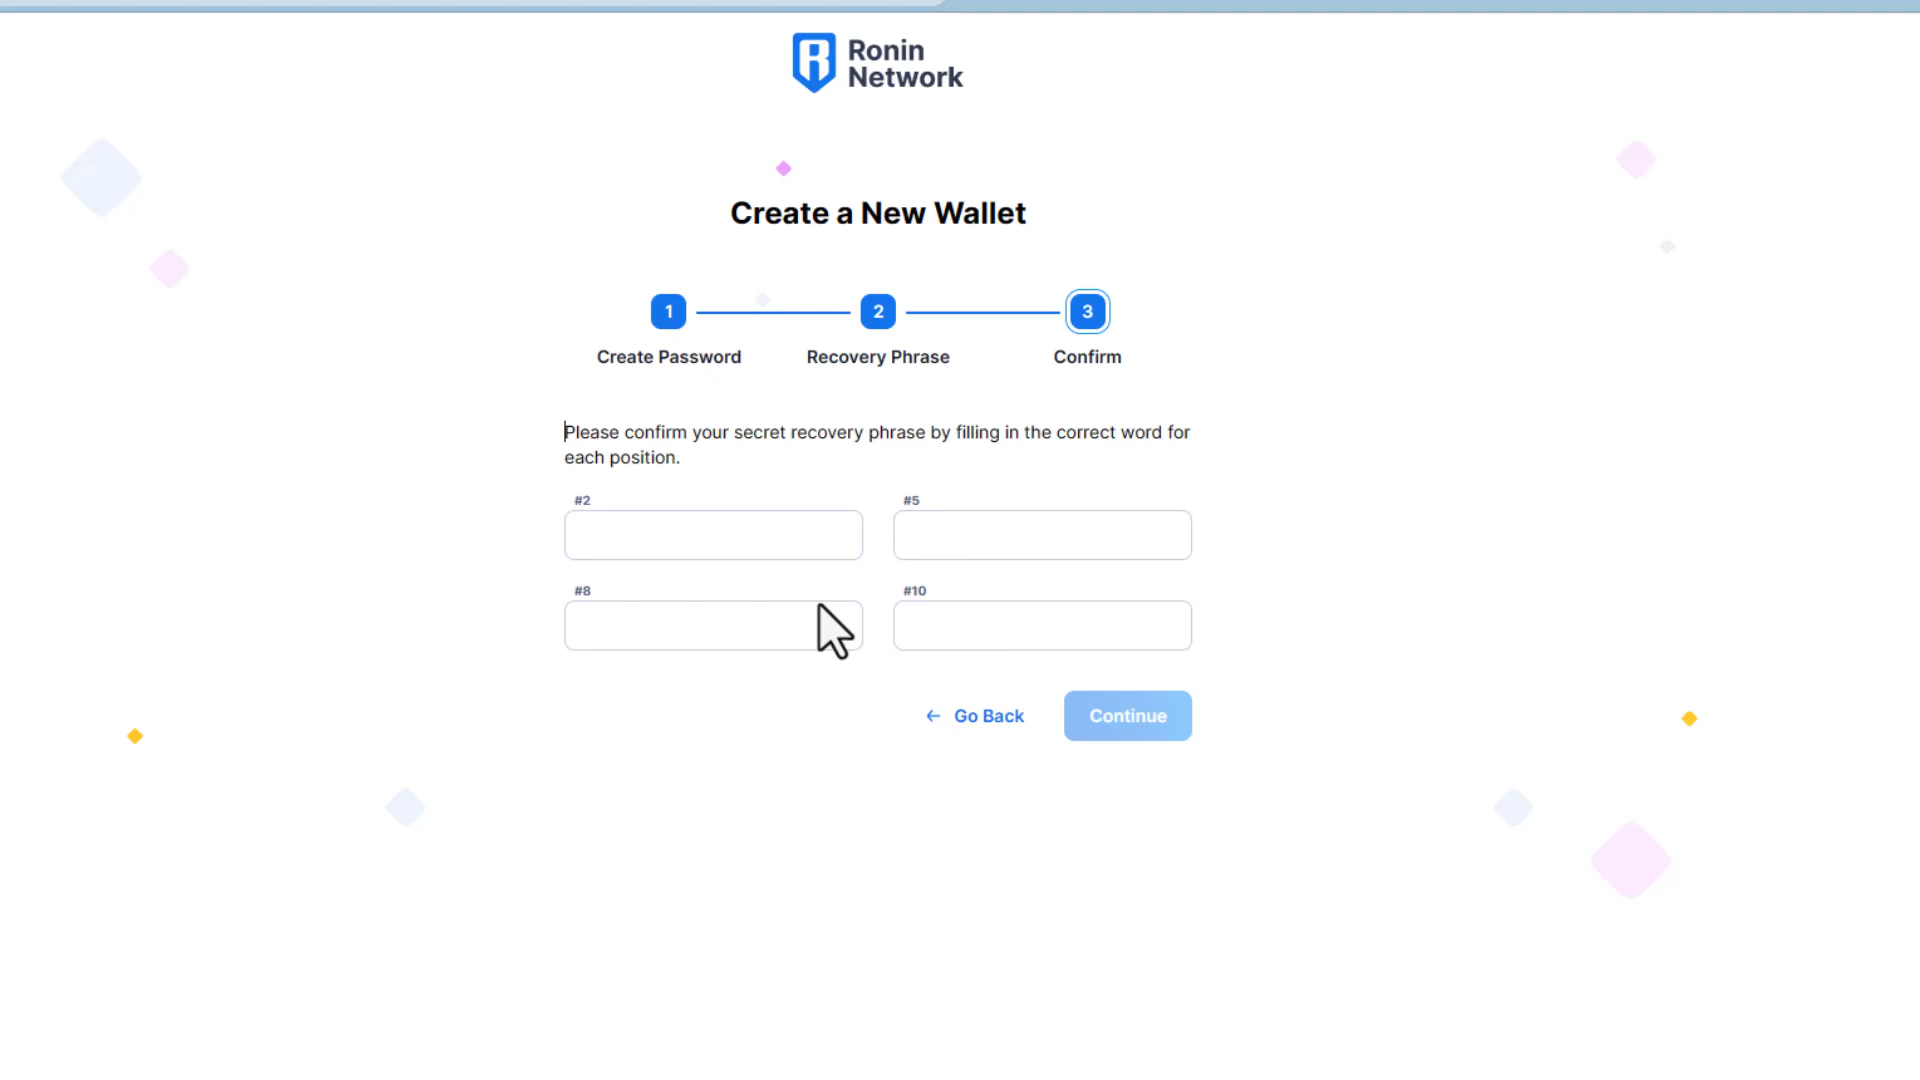 Ronin
Network
Create a New Wallet
1
2
3
Create Password
Recovery Phrase
Confirm
Please confirm your secret recovery phrase by filling in the correct word for
each position.
#2
#5
#8
#10
← Go Back
Continue